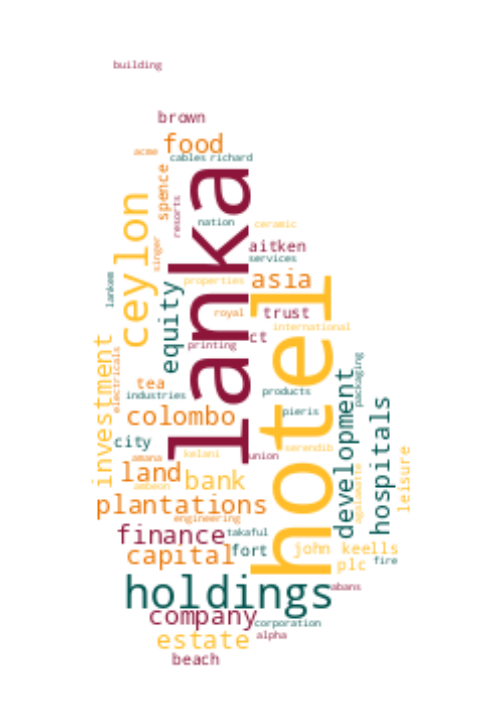 building
brown
acme
food
cables
richard
spence
resorts
lanka
ceylon
nation
ceramic
singer
aitken
services
lankem
equity
properties
asia
hotel
royal
trust
international
printing
ct
investment
electricals
tea
industries
products
packaging
development
hospitals
colombo
pieris
city
amana
kelani
union
serendib
leisure
land
ambeon
bank
agalawatte
plantations
engineering
finance
takaful
capital
fort
john
keells
plc
fire
holdings
abans
company
corporation
estate
alpha
beach